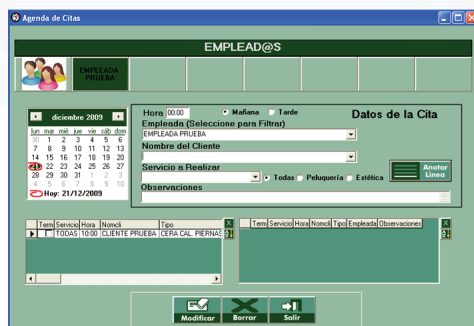 Agenda de Citas
EMPLEAD@S
EMPLEADA
PRUEBA
diciembre 2009
lun mar mié jue vie sáb dom
30 1 2 3 4 5 6
7 8 9 10 11 12 13
14 15 16 17 18 19 20
21 22 23 24 25 26 27
28 29 30 31 1 2 3
4 5 6 7 8 9 10
Hoy: 21/12/2009
Hora 00:00 Mañana Tarde Datos de la Cita
Empleada (Seleccione para Filtrar)
EMPLEADA PRUEBA
Nombre del Cliente
Servicio a Realizar
Todas Peluquería Estética
Anotar
Linea
Observaciones
Term Servicio Hora Nomcli Tipo
TODAS 10:00 CLIENTE PRUEBA CERA CAL. PIERNAS
Term Servicio Hora Nomcli Tipo Empleada Observaciones
Modificar Borrar Salir